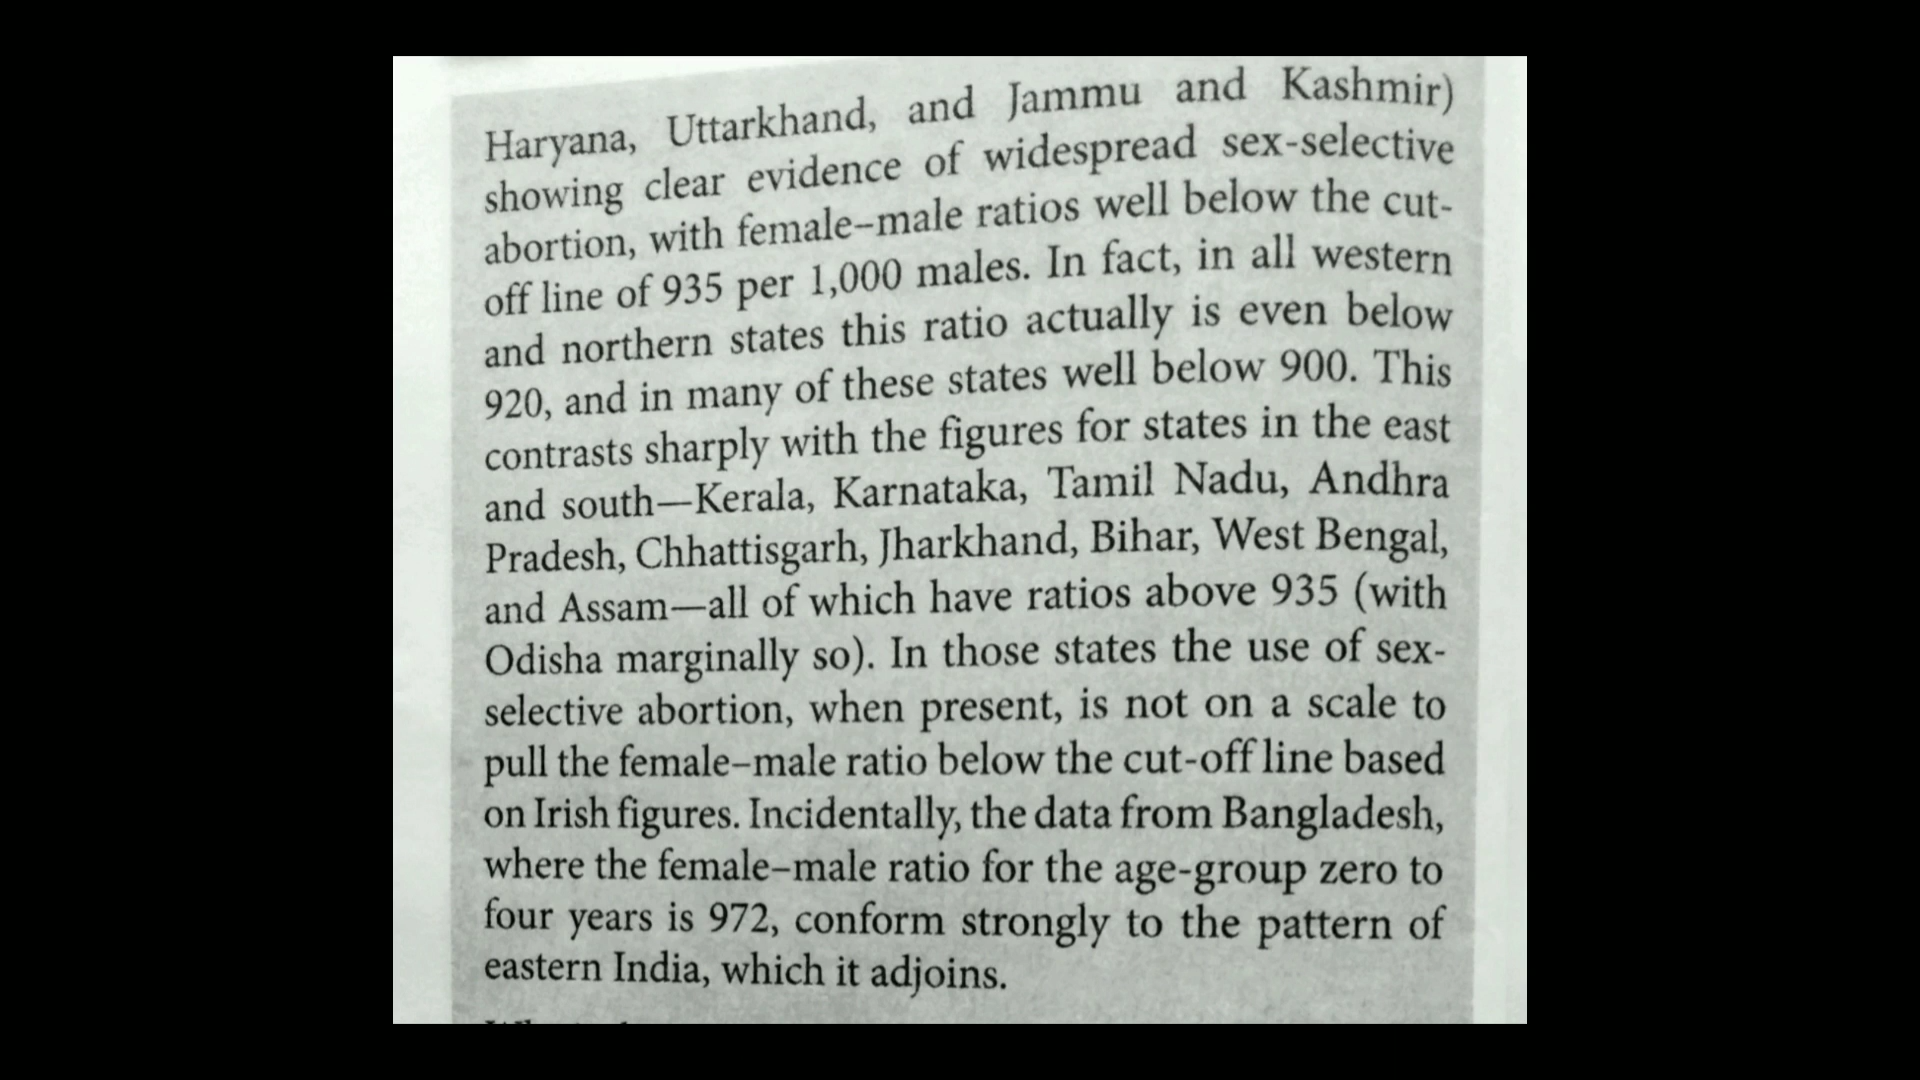 Haryana, Uttarkhand, and Jammu and Kashmir)
showing clear evidence of widespread sex-selective
abortion, with female–male ratios well below the cut-
off line of 935 per 1,000 males. In fact, in all western
and northern states this ratio actually is even below
920, and in many of these states well below 900. This
contrasts sharply with the figures for states in the east
and south—Kerala, Karnataka, Tamil Nadu, Andhra
Pradesh, Chhattisgarh, Jharkhand, Bihar, West Bengal,
and Assam—all of which have ratios above 935 (with
Odisha marginally so). In those states the use of sex-
selective abortion, when present, is not on a scale to
pull the female–male ratio below the cut-off line based
on Irish figures. Incidentally, the data from Bangladesh,
where the female–male ratio for the age-group zero to
four years is 972, conform strongly to the pattern of
eastern India, which it adjoins.